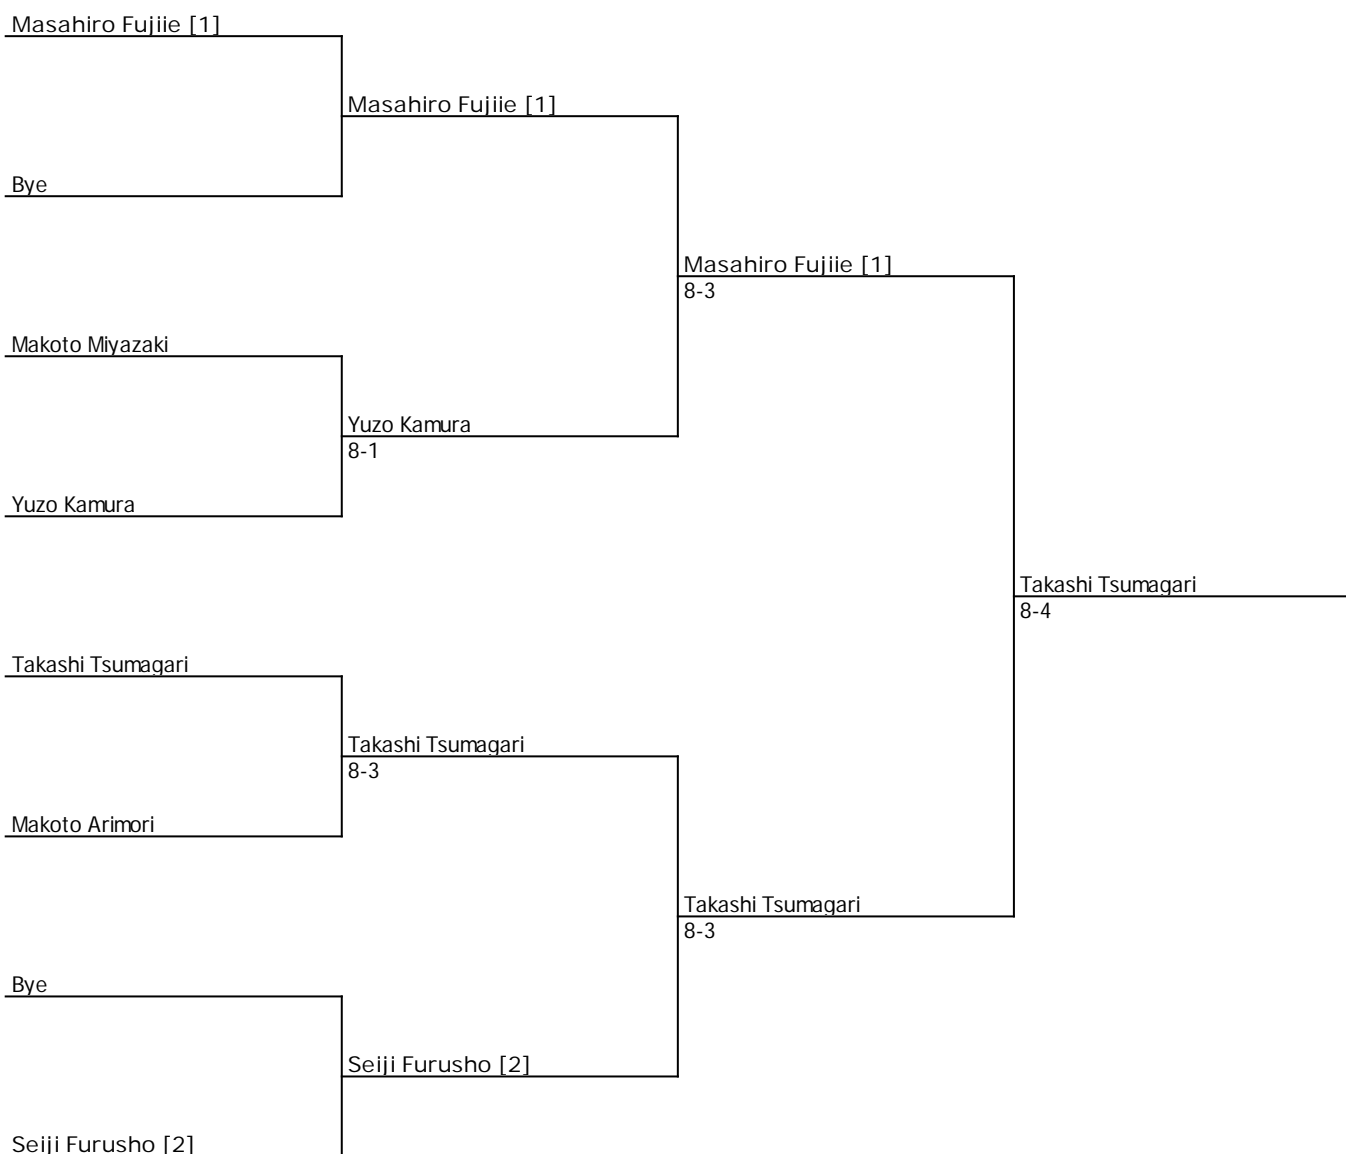 Masahiro Fujiie [1]
Masahiro Fujiie [1]
Bye
Masahiro Fujiie [1]
8-3
Makoto Miyazaki
Yuzo Kamura
8-1
Yuzo Kamura
Takashi Tsumagari
8-4
Takashi Tsumagari
Takashi Tsumagari
8-3
Makoto Arimori
Takashi Tsumagari
8-3
Bye
Seiji Furusho [2]
Seiji Furusho [2]